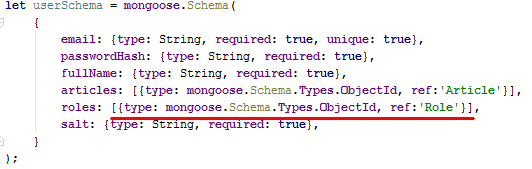 let userSchema = mongoose.Schema(
{
email: {type: String, required: true, unique: true},
passwordHash: {type: String, required: true},
fullName: {type: String, required: true},
articles: [{type: mongoose.Schema.Types.ObjectId, ref:'Article'}],
roles: [{type: mongoose.Schema.Types.ObjectId, ref:'Role'}],
salt: {type: String, required: true},
}
);